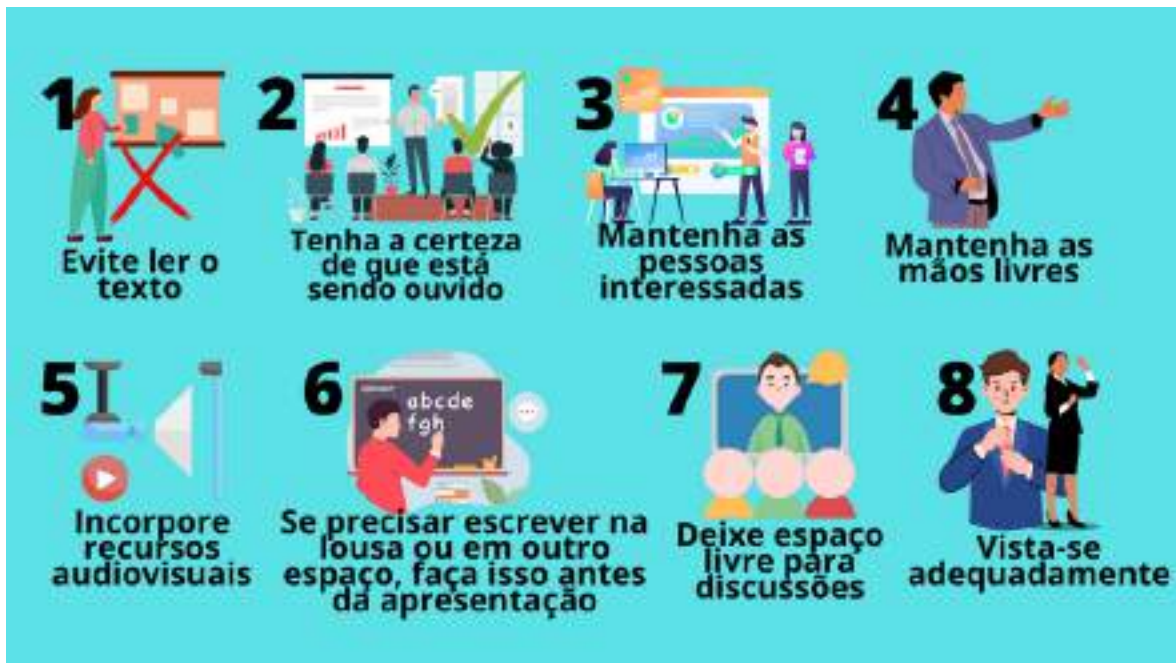 1
Evite ler o
texto
2
Tenha a certeza
de que está
sendo ouvido
3
Mantenha as
pessoas
interessadas
4
Mantenha as
mãos livres
5
Incorpore
recursos
audiovisuais
6
abcde
fgh
Se precisar escrever na
lousa ou em outro
espaço, faça isso antes
da apresentação
7
Deixe espaço
livre para
discussões
8
Vista-se
adequadamente